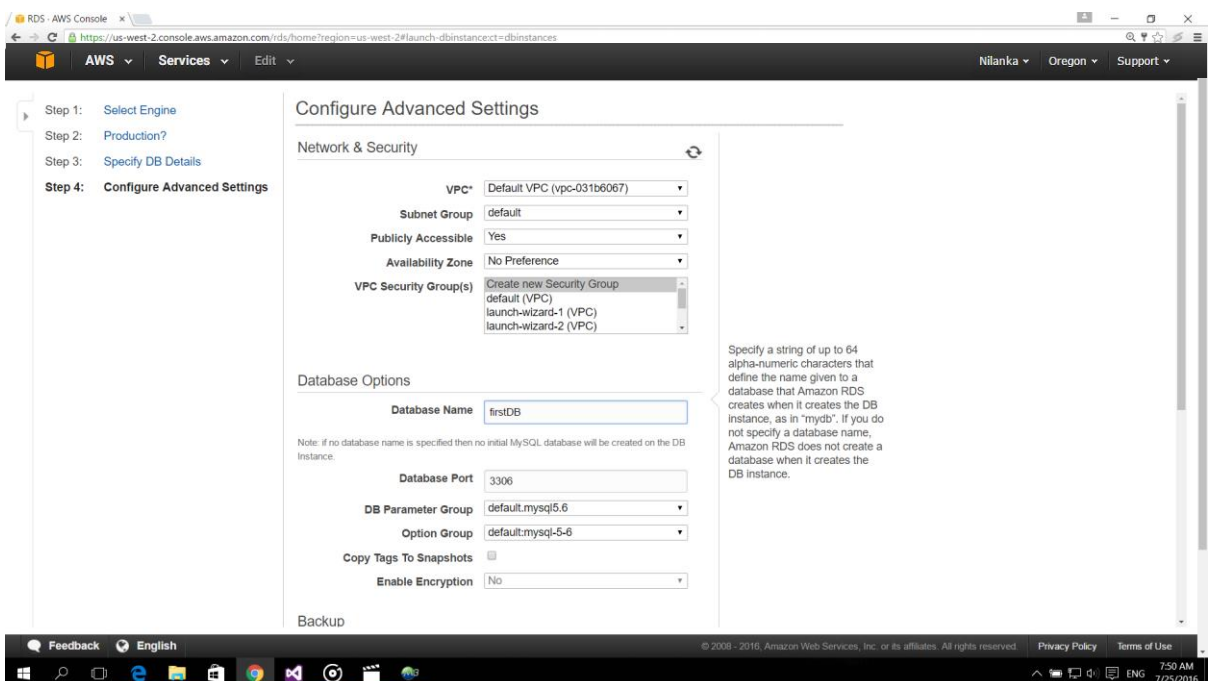 RDS - AWS Console
https://us-west-2.console.aws.amazon.com/rds/home?region=us-west-2#launch-dbinstance:ct=dbinstances
AWS Services Edit Nilanka Oregon Support
Step 1: Select Engine
Step 2: Production?
Step 3: Specify DB Details
Step 4: Configure Advanced Settings
Configure Advanced Settings
Network & Security
VPC* Default VPC (vpc-031b6067)
Subnet Group default
Publicly Accessible Yes
Availability Zone No Preference
VPC Security Group(s) Create new Security Group
default (VPC)
launch-wizard-1 (VPC)
launch-wizard-2 (VPC)
Database Options
Database Name firstDB
Note: if no database name is specified then no initial MySQL database will be created on the DB
Instance.
Database Port 3306
DB Parameter Group default.mysql5.6
Option Group default:mysql-5-6
Copy Tags To Snapshots
Enable Encryption No
Backup
Specify a string of up to 64
alpha-numeric characters that
define the name given to a
database that Amazon RDS
creates when it creates the DB
instance, as in "mydb". If you do
not specify a database name,
Amazon RDS does not create a
database when it creates the
DB instance.
Feedback English © 2008 - 2016, Amazon Web Services, Inc. or its affiliates. All rights reserved. Privacy Policy Terms of Use
ENG 7:50 AM
7/25/2016